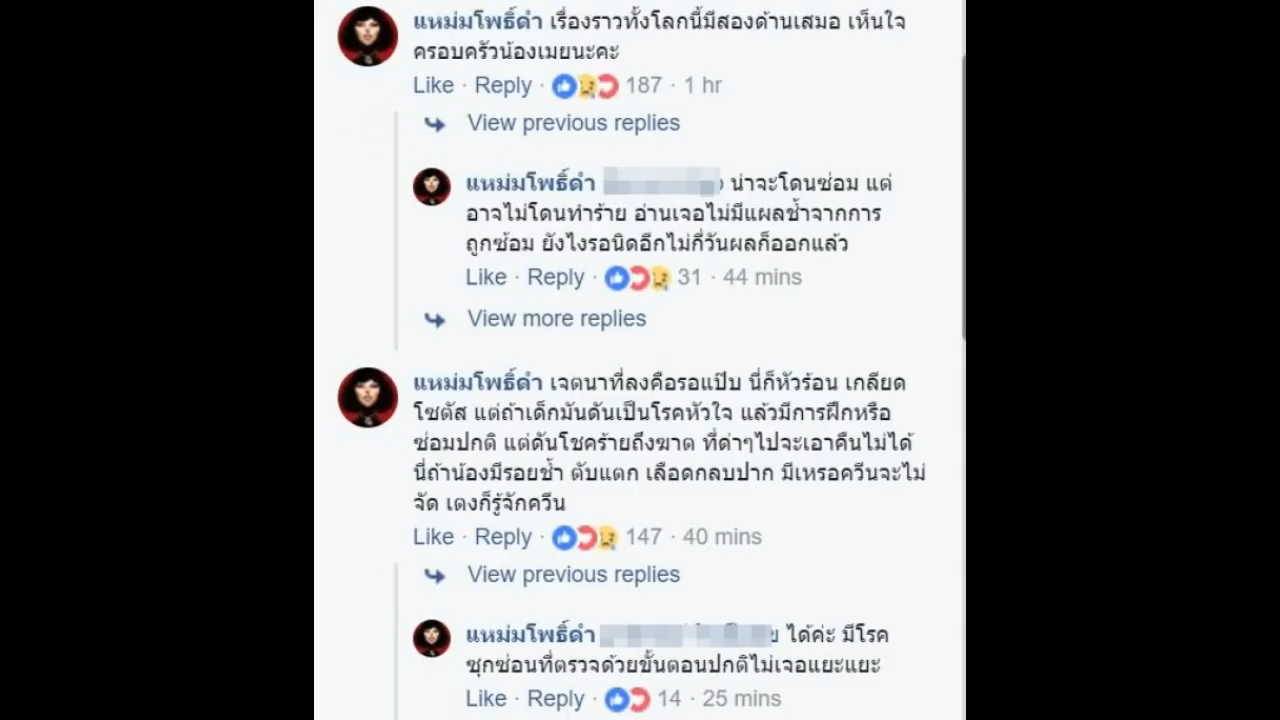 แหม่มโพธิ์ดำ เรื่องราวทั้งโลกนี้มีสองด้านเสมอ เห็นใจ
ครอบครัวน้องเมยนะคะ
Like · Reply · 187 · 1 hr
View previous replies
แหม่มโพธิ์ดำ น่าจะโดนซ่อม แต่
อาจไม่โดนทำร้าย อ่านเจอไม่มีแผลช้ำจากการ
ถูกซ้อม ยังไงรอนิดอีกไม่กี่วันผลก็ออกแล้ว
Like · Reply · 31 · 44 mins
View more replies
แหม่มโพธิ์ดำ เจตนาที่ลงคือรอแป๊บ นี่ก็หัวร้อน เกลียด
โซตัส แต่ถ้าเด็กมันดันเป็นโรคหัวใจ แล้วมีการฝึกหรือ
ซ่อมปกติ แต่ดันโชคร้ายถึงฆาต ที่ด่าๆไปจะเอาคืนไม่ได้
นี่ถ้าน้องมีรอยช้ำ ตับแตก เลือดกลบปาก มีเหรอควีนจะไม่
จัด เตงก็รู้จักควีน
Like · Reply · 147 · 40 mins
View previous replies
แหม่มโพธิ์ดำ ได้ค่ะ มีโรค
ซุกซ่อนที่ตรวจด้วยขั้นตอนปกติไม่เจอแยะแยะ
Like · Reply · 14 · 25 mins